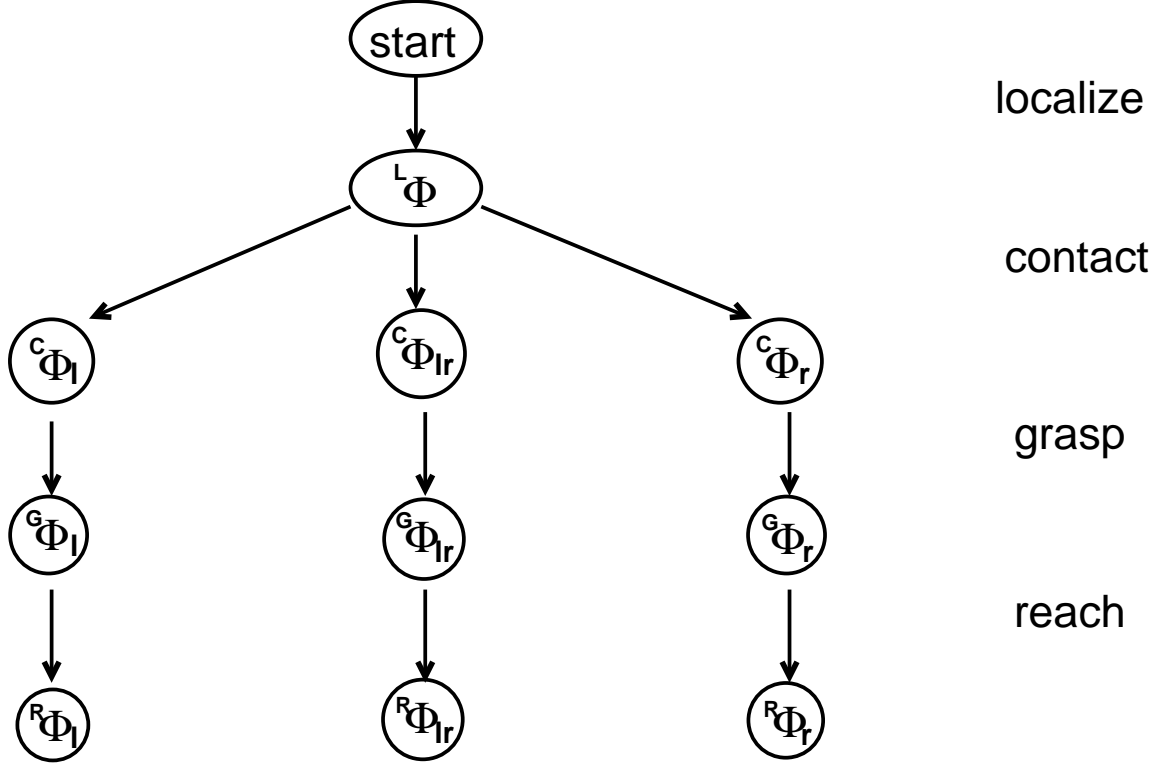 start
localize
ᴸΦ
contact
ᶜΦₗ ᶜΦₗᵣ ᶜΦᵣ
grasp
ᴳΦₗ ᴳΦₗᵣ ᴳΦᵣ
reach
ᴿΦₗ ᴿΦₗᵣ ᴿΦᵣ